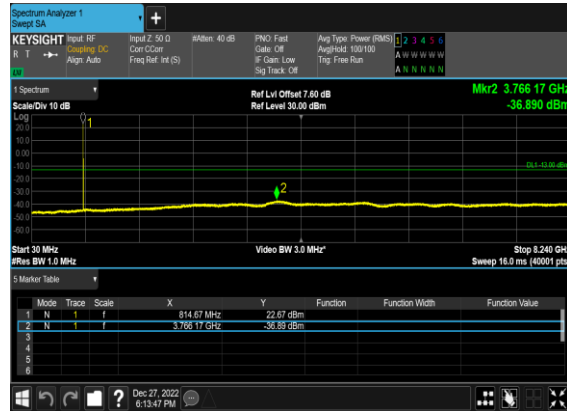 Spectrum Analyzer 1
Swept SA
+
KEYSIGHT Input: RF Input Z: 50 Ω #Atten: 40 dB PNO: Fast Avg Type: Power (RMS) 1 2 3 4 5 6
R T Coupling: DC Corr CCorr Gate: Off Avg|Hold: 100/100 A W W W W W
Align: Auto Freq Ref: Int (S) IF Gain: Low Trig: Free Run
Sig Track: Off A N N N N N
1 Spectrum Ref Lvl Offset 7.60 dB Mkr2 3.766 17 GHz
Scale/Div 10 dB Ref Level 30.00 dBm -36.890 dBm
Log
20.0
10.0
0.00
-10.0
-20.0
-30.0
-40.0
-50.0
-60.0
1
2
DL1 -13.00 dBm
Start 30 MHz Video BW 3.0 MHz* Stop 8.240 GHz
#Res BW 1.0 MHz Sweep 16.0 ms (40001 pts)
5 Marker Table
Mode Trace Scale X Y Function Function Width Function Value
1 N 1 f 814.67 MHz 22.67 dBm
2 N 1 f 3.766 17 GHz -36.89 dBm
3
4
5
6
? Dec 27, 2022
6:13:47 PM